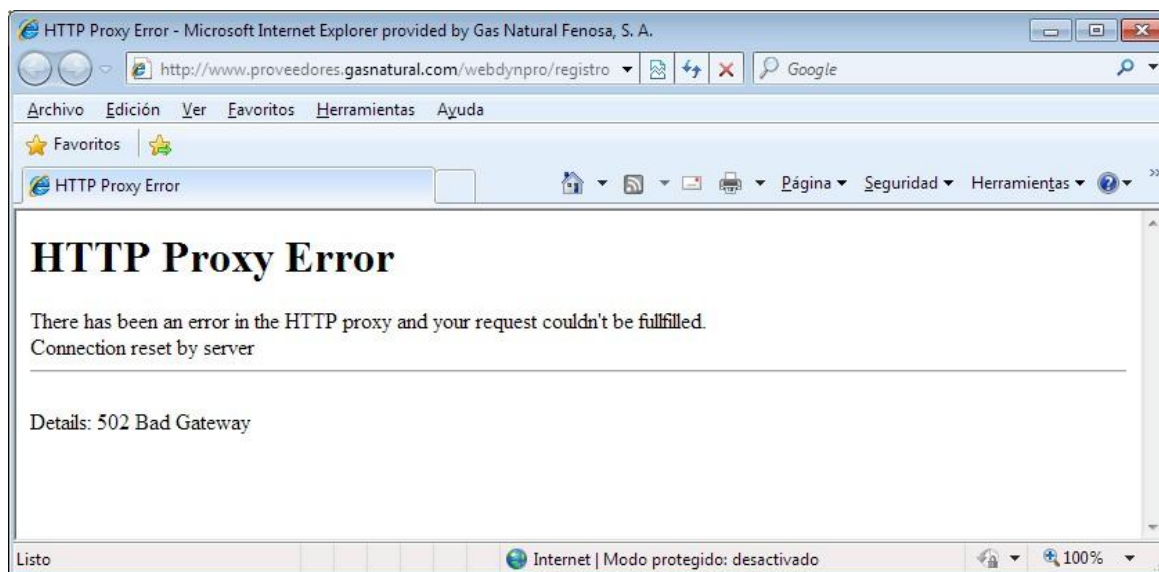 HTTP Proxy Error - Microsoft Internet Explorer provided by Gas Natural Fenosa, S. A.
http://www.proveedores.gasnatural.com/webdynpro/registro Google
Archivo Edición Ver Favoritos Herramientas Ayuda
Favoritos
HTTP Proxy Error Página Seguridad Herramientas »
HTTP Proxy Error
There has been an error in the HTTP proxy and your request couldn't be fullfilled.
Connection reset by server
Details: 502 Bad Gateway
Listo Internet | Modo protegido: desactivado 100%